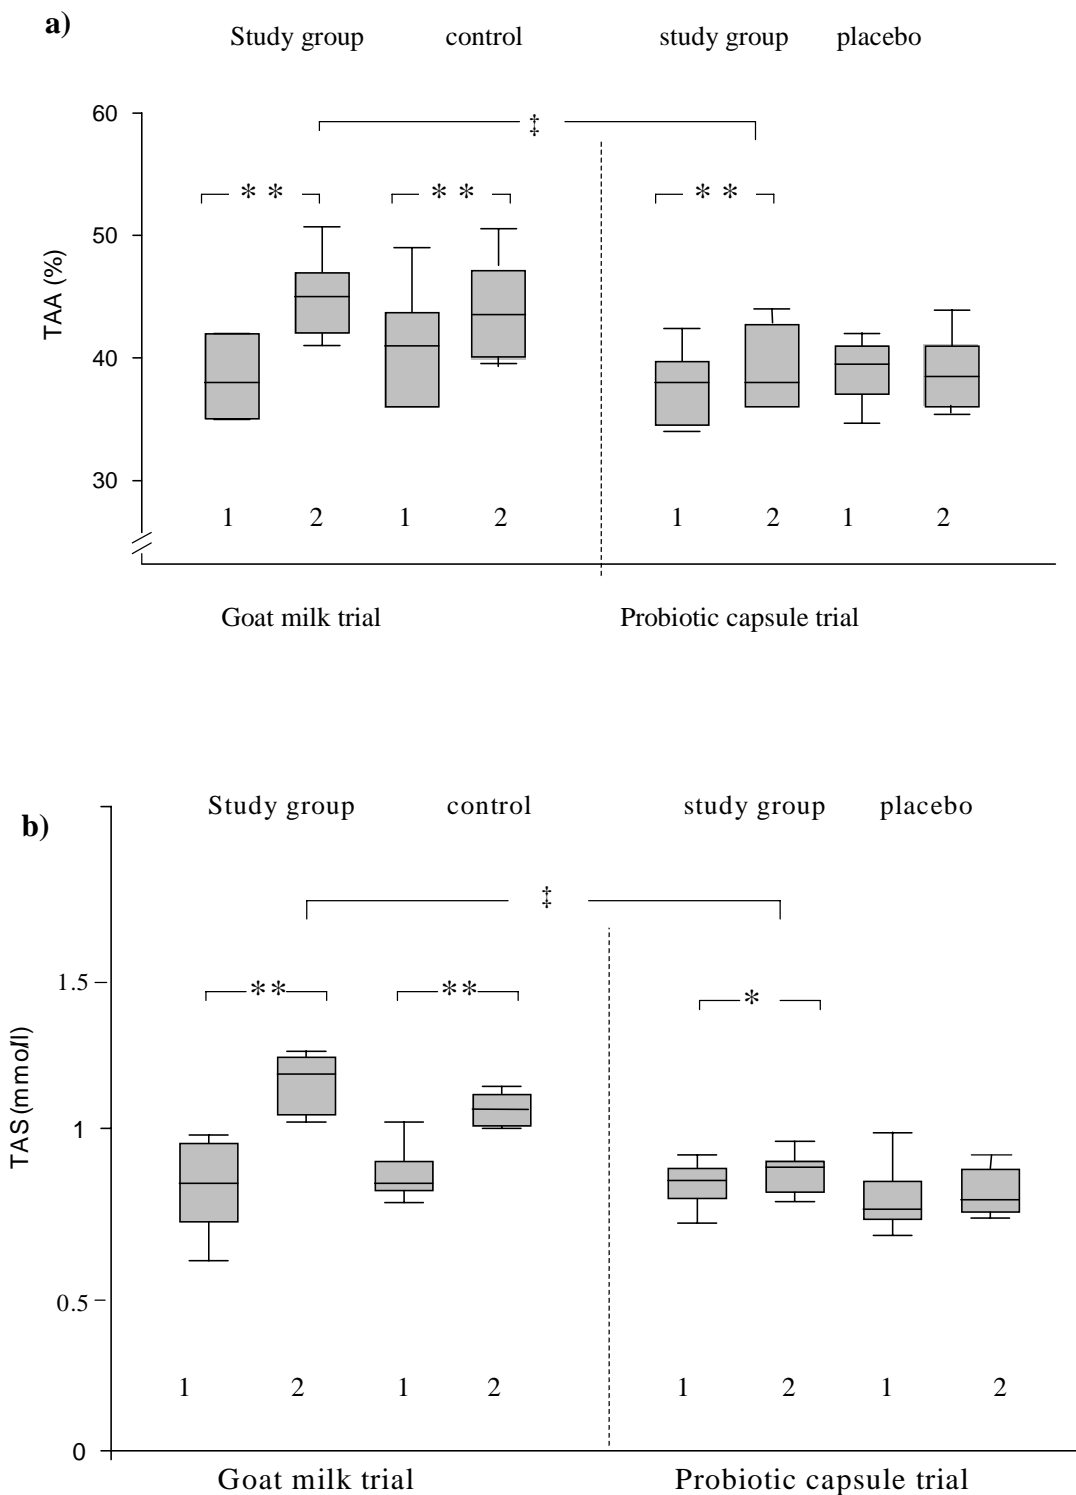 a)
Study group control study group placebo
60
‡
* * * * * *
50
TAA (%)
40
30
1 2 1 2 1 2 1 2
Goat milk trial Probiotic capsule trial
b)
Study group control study group placebo
‡
1.5
** ** *
TAS (mmol/l)
1
0.5
1 2 1 2 1 2 1 2
0
Goat milk trial Probiotic capsule trial